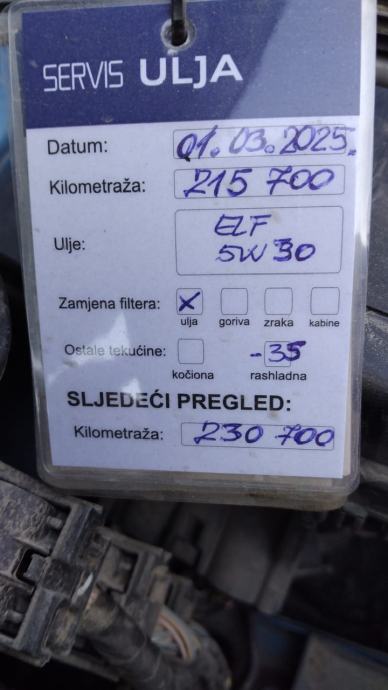 SERVIS ULJA
Datum: 01.03.2025.
Kilometraža: 215 700
Ulje: ELF
5W30
Zamjena filtera: X
ulja goriva zraka kabine
Ostale tekućine: -35
kočiona rashladna
SLJEDEĆI PREGLED:
Kilometraža: 230 700